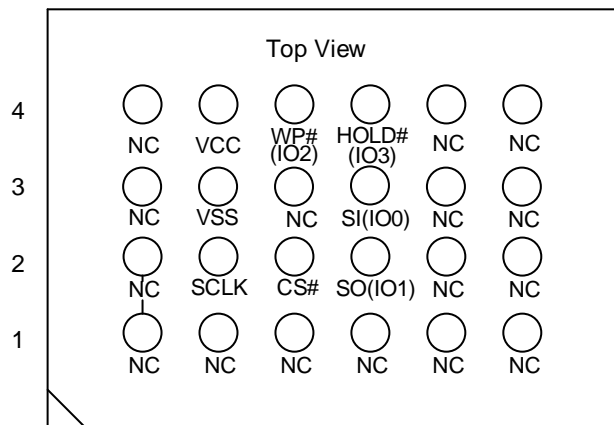 Top View
4
NC VCC WP# (IO2) HOLD# (IO3) NC NC
3
NC VSS NC SI(IO0) NC NC
2
NC SCLK CS# SO(IO1) NC NC
1
NC NC NC NC NC NC